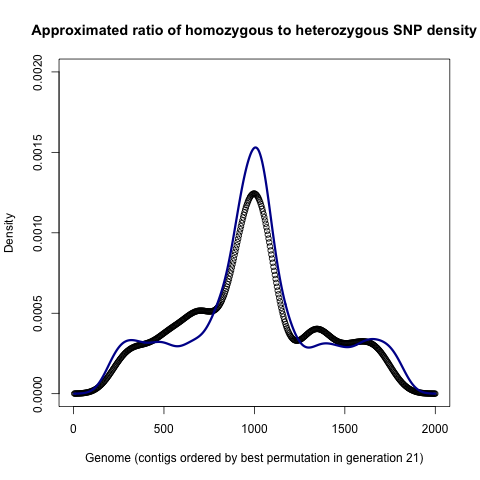 Approximated ratio of homozygous to heterozygous SNP density
0.0020
0.0015
0.0010
0.0005
0.0000
Density
0 500 1000 1500 2000
Genome (contigs ordered by best permutation in generation 21)